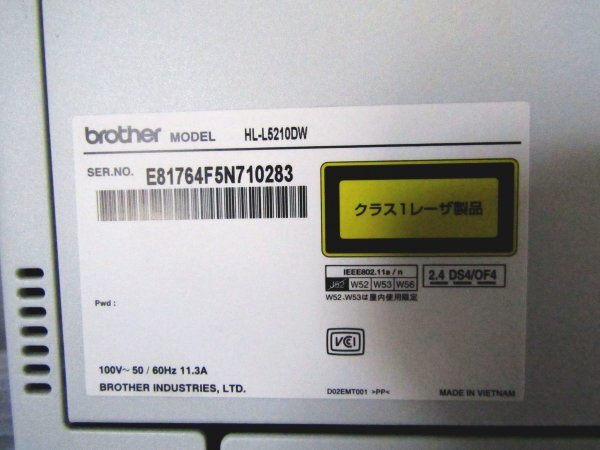 brother MODEL HL-L5210DW
SER.NO. E81764F5N710283
クラス1レーザ製品
IEEE802.11a/n
J52 W52 W53 W56
2.4 DS4/OF4
W52、W53は屋内使用限定
Pwd :
VCI
100V~ 50 / 60Hz 11.3A
BROTHER INDUSTRIES, LTD.
D02EMT001 >PP<
MADE IN VIETNAM